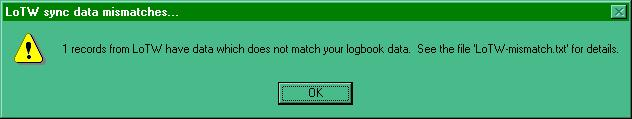 LoTW sync data mismatches...
1 records from LoTW have data which does not match your logbook data.  See the file 'LoTW-mismatch.txt' for details.
OK